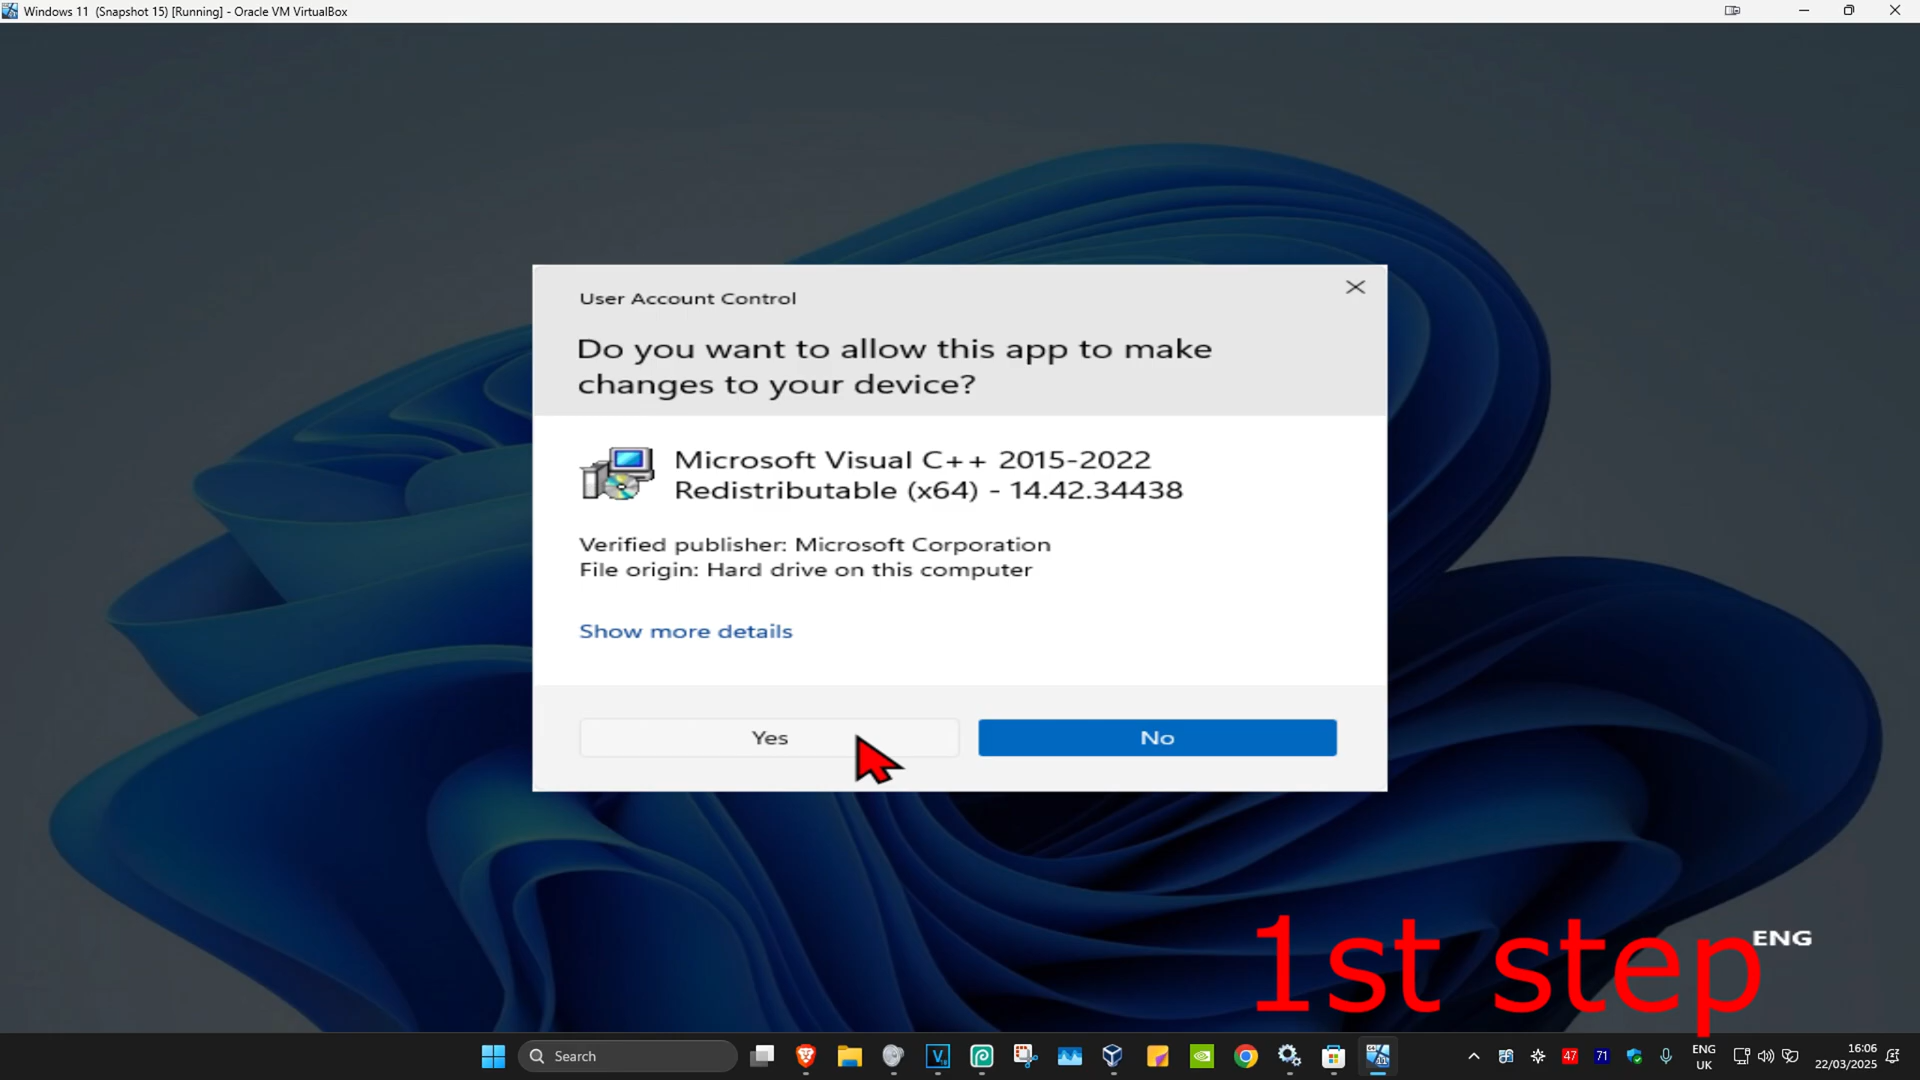 Windows 11 (Snapshot 15) [Running] - Oracle VM VirtualBox
User Account Control
Do you want to allow this app to make
changes to your device?
Microsoft Visual C++ 2015-2022
Redistributable (x64) - 14.42.34438
Verified publisher: Microsoft Corporation
File origin: Hard drive on this computer
Show more details
Yes
No
1st step
ENG
Search
V
47
71
ENG
UK
16:06
22/03/2025